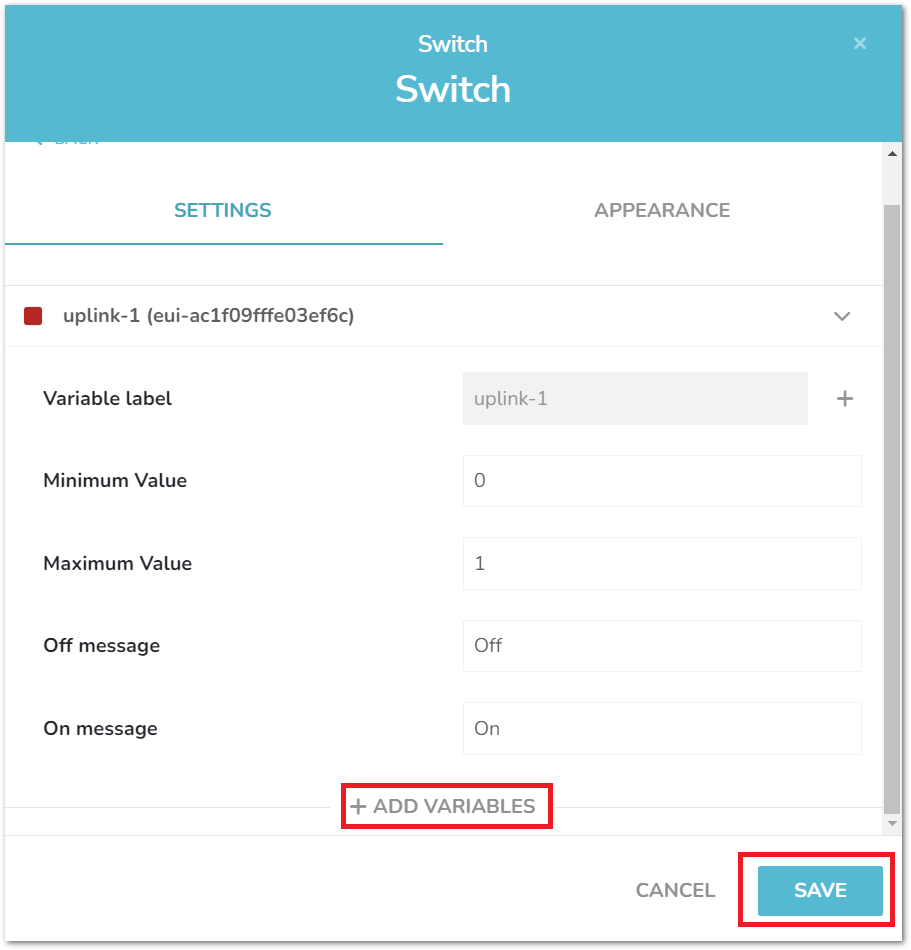 Switch
×
Switch
BACK
SETTINGS
APPEARANCE
uplink-1 (eui-ac1f09fffe03ef6c)
Variable label
uplink-1
+
Minimum Value
0
Maximum Value
1
Off message
Off
On message
On
+ ADD VARIABLES
CANCEL
SAVE